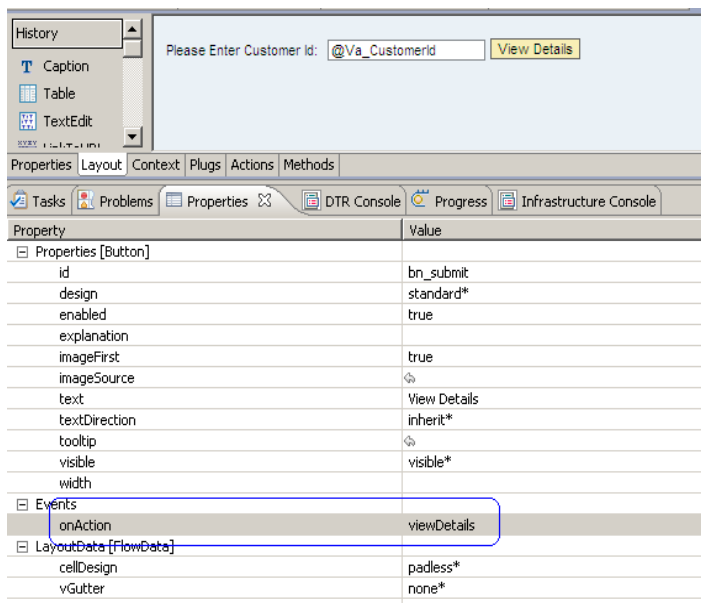 History
Caption
Table
TextEdit
Please Enter Customer Id: @Va_CustomerId View Details
Properties Layout Context Plugs Actions Methods
Tasks Problems Properties DTR Console Progress Infrastructure Console
Property Value
Properties [Button]
id bn_submit
design standard*
enabled true
explanation
imageFirst true
imageSource
text View Details
textDirection inherit*
tooltip
visible visible*
width
Events
onAction viewDetails
LayoutData [FlowData]
cellDesign padless*
vGutter none*